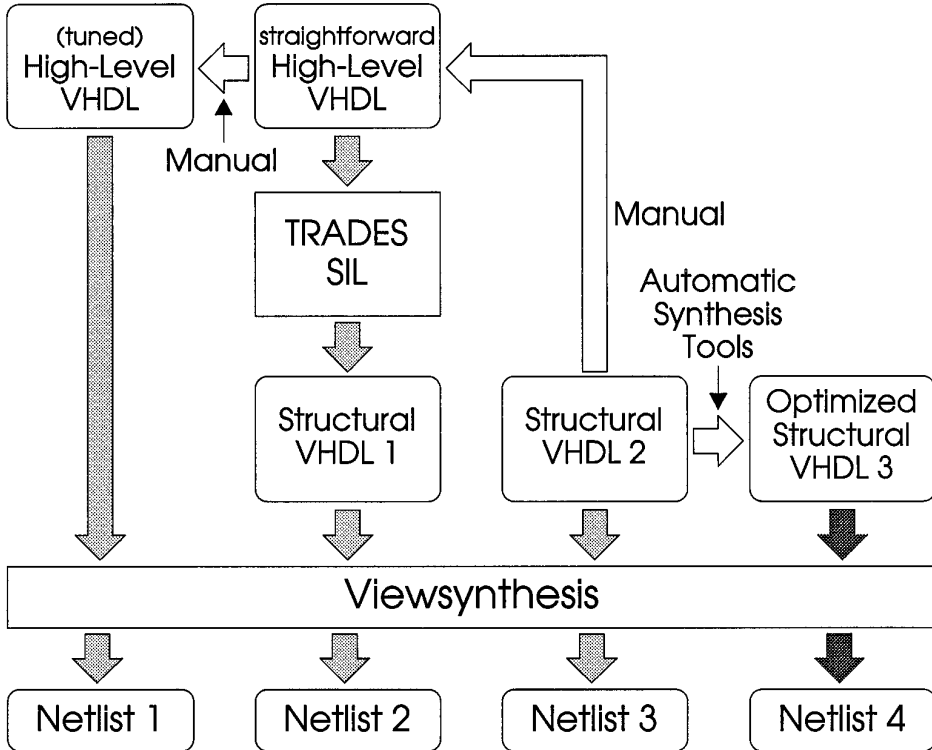 (tuned)
High-Level
VHDL
straightforward
High-Level
VHDL
Manual
TRADES
SIL
Manual
Automatic
Synthesis
Tools
Structural
VHDL 1
Structural
VHDL 2
Optimized
Structural
VHDL 3
Viewsynthesis
Netlist 1
Netlist 2
Netlist 3
Netlist 4